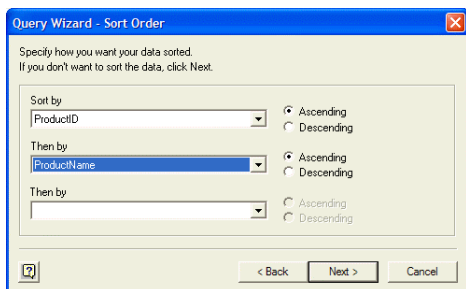 Query Wizard - Sort Order
Specify how you want your data sorted.
If you don't want to sort the data, click Next.
Sort by
ProductID
Ascending
Descending
Then by
ProductName
Ascending
Descending
Then by
Ascending
Descending
?
< Back
Next >
Cancel